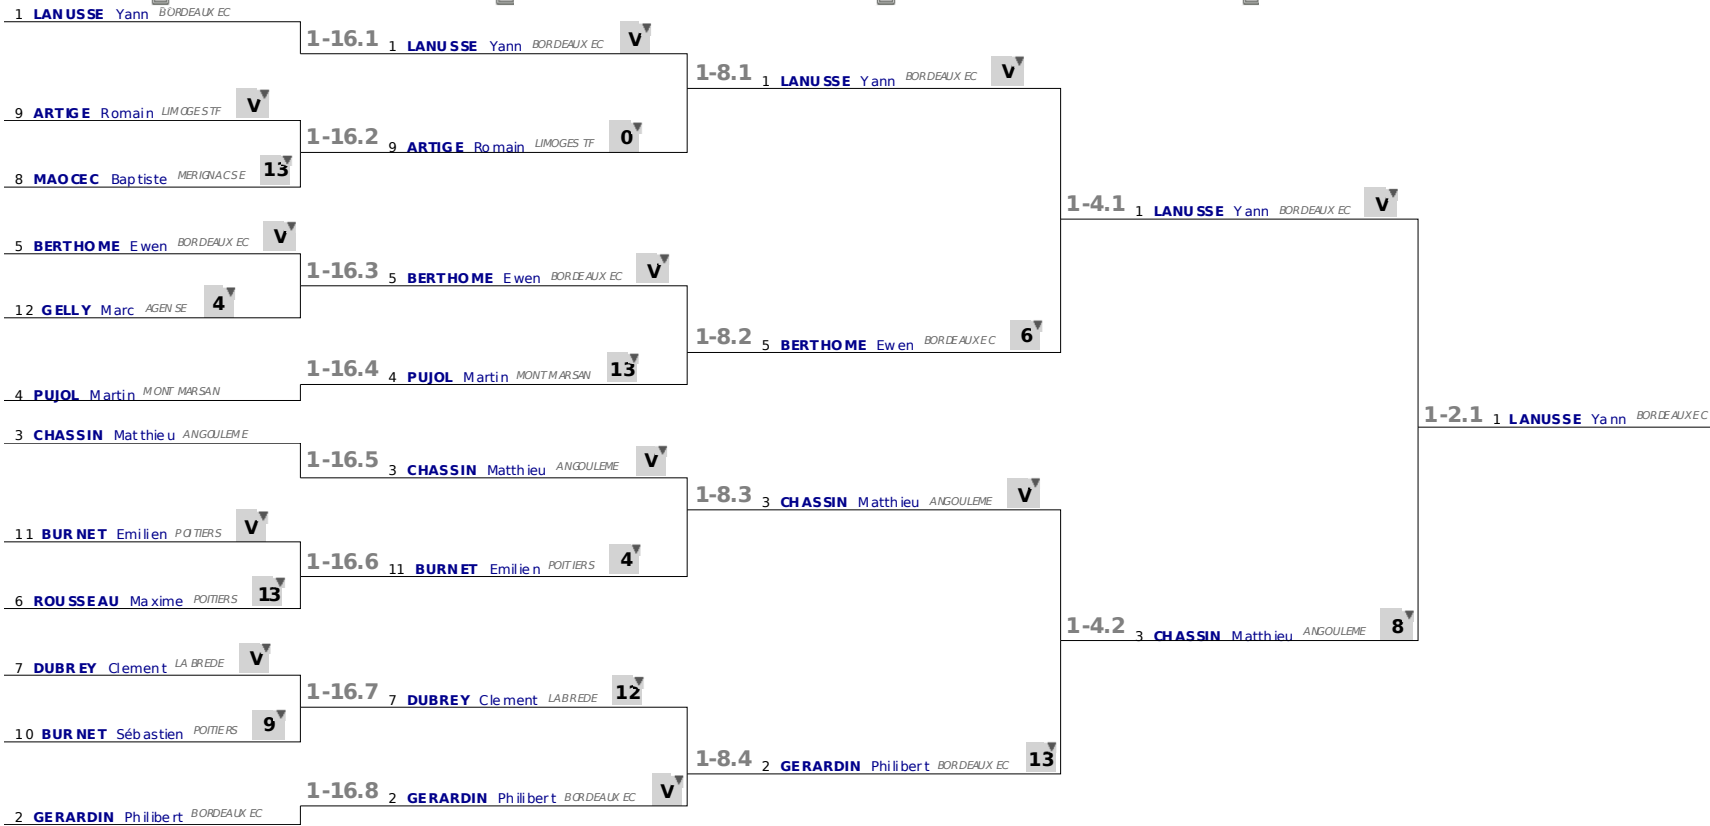 1 LANUSSE Yann BORDEAUX EC
9 ARTIGE Romain LIMOGES TF V
8 MAOCEC Baptiste MERIGNAC SE 13
5 BERTHOME Ewen BORDEAUX EC V
12 GELLY Marc AGEN SE 4
4 PUJOL Martin MONT MARSAN
3 CHASSIN Matthieu ANGOULEME
11 BURNET Emilien POITIERS V
6 ROUSSEAU Maxime POITIERS 13
7 DUBREY Clement LA BREDE V
10 BURNET Sébastien POITIERS 9
2 GERARDIN Philibert BORDEAUX EC
1-16.1 1 LANUSSE Yann BORDEAUX EC V
1-16.2 9 ARTIGE Romain LIMOGES TF 0
1-16.3 5 BERTHOME Ewen BORDEAUX EC V
1-16.4 4 PUJOL Martin MONT MARSAN 13
1-16.5 3 CHASSIN Matthieu ANGOULEME V
1-16.6 11 BURNET Emilien POITIERS 4
1-16.7 7 DUBREY Clement LA BREDE 12
1-16.8 2 GERARDIN Philibert BORDEAUX EC V
1-8.1 1 LANUSSE Yann BORDEAUX EC V
1-8.2 5 BERTHOME Ewen BORDEAUX EC 6
1-8.3 3 CHASSIN Matthieu ANGOULEME V
1-8.4 2 GERARDIN Philibert BORDEAUX EC 13
1-4.1 1 LANUSSE Yann BORDEAUX EC V
1-4.2 3 CHASSIN Matthieu ANGOULEME 8
1-2.1 1 LANUSSE Yann BORDEAUX EC